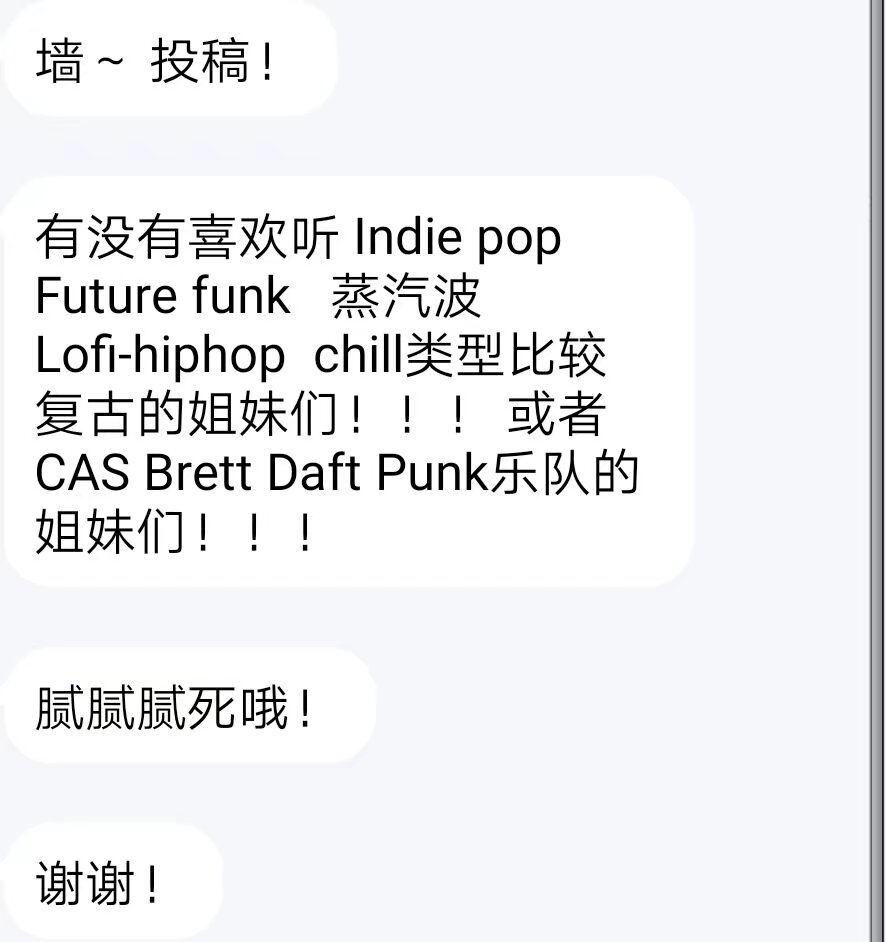 墙~ 投稿！
有没有喜欢听 Indie pop
Future funk 蒸汽波
Lofi-hiphop chill类型比较
复古的姐妹们！！！ 或者
CAS Brett Daft Punk乐队的
姐妹们！！！
腻腻腻死哦！
谢谢！